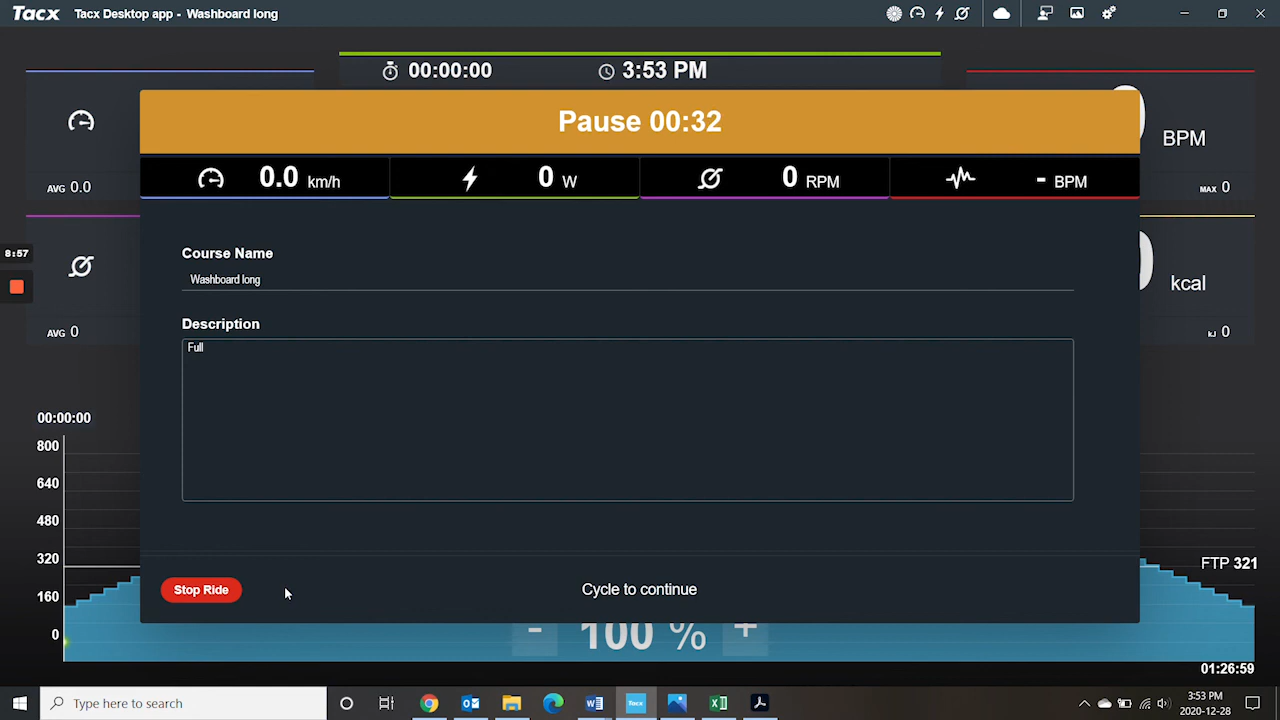 Tacx Tacx Desktop app - Washboard long
00:00:00 3:53 PM
Pause 00:32
0.0 km/h 0 W 0 RPM - BPM
BPM
AVG 0.0
MAX 0
8:57
Course Name
Washboard long
kcal
Description
AVG 0
kJ 0
Full
00:00:00
800
640
480
320
FTP 321
Stop Ride Cycle to continue
160
0
- 100 % +
01:26:59
Type here to search
Tacx
3:53 PM
2020-12-28